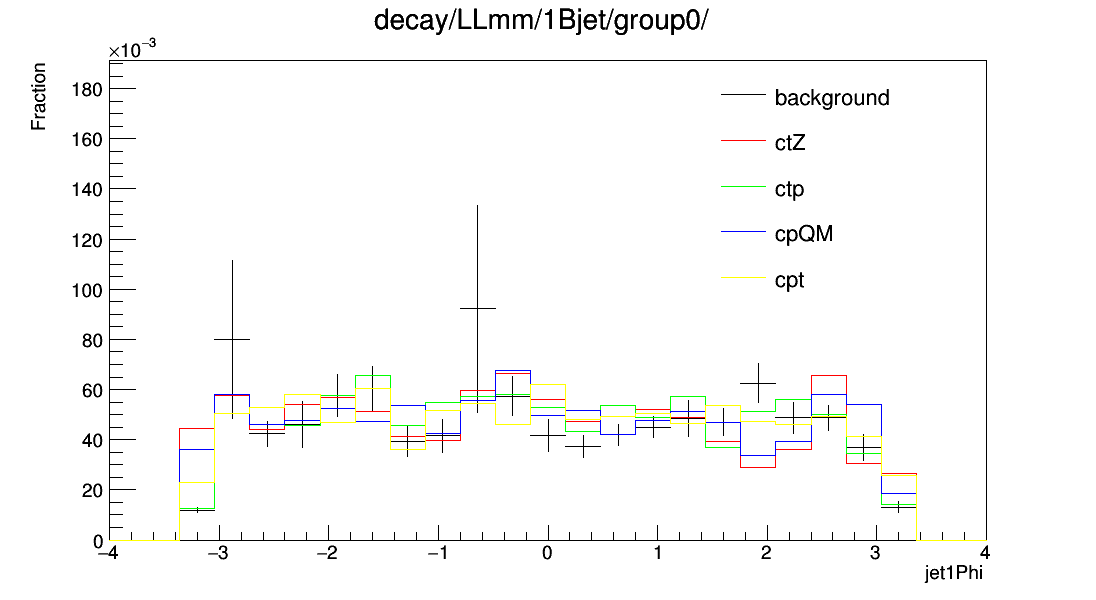 decay/LLmm/1Bjet/group0/
×10⁻³
Fraction
180
160
140
120
100
80
60
40
20
0
background
ctZ
ctp
cpQM
cpt
−4 −3 −2 −1 0 1 2 3 4
jet1Phi